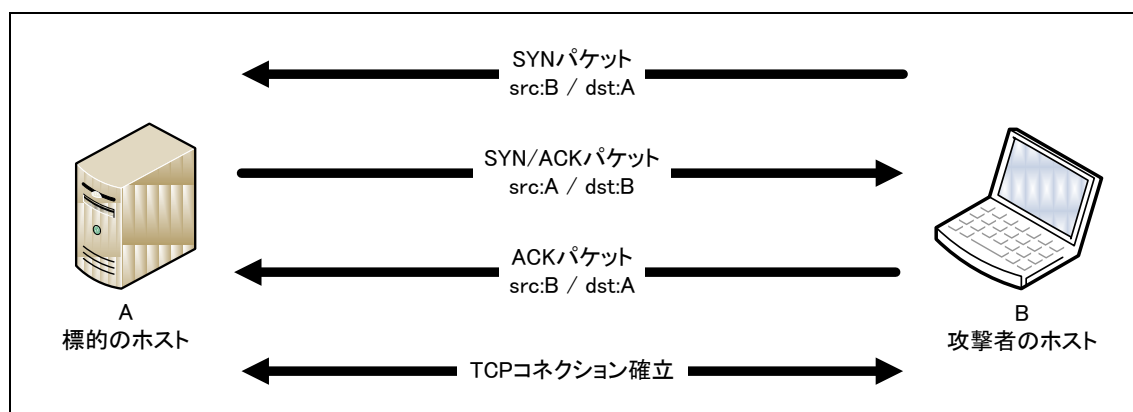 SYNパケット
src:B / dst:A
SYN/ACKパケット
src:A / dst:B
ACKパケット
src:B / dst:A
A
標的のホスト
B
攻撃者のホスト
TCPコネクション確立